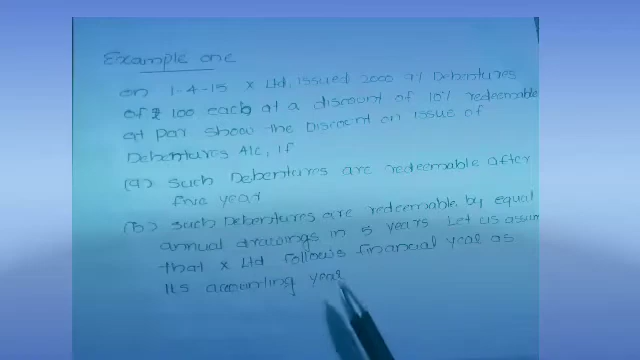 Example one
on 1-4-15 X Ltd, issued 2000 9% Debentures
of ₹ 100 each at a discount of 10% redeemable
at par show the Discount on issue of
Debentures A/C, if
(a) such Debentures are redeemable after
five year
(b) such Debentures are redeemable by equal
annual drawings in 5 years Let us assum
that X Ltd follows financial year as
its accounting year